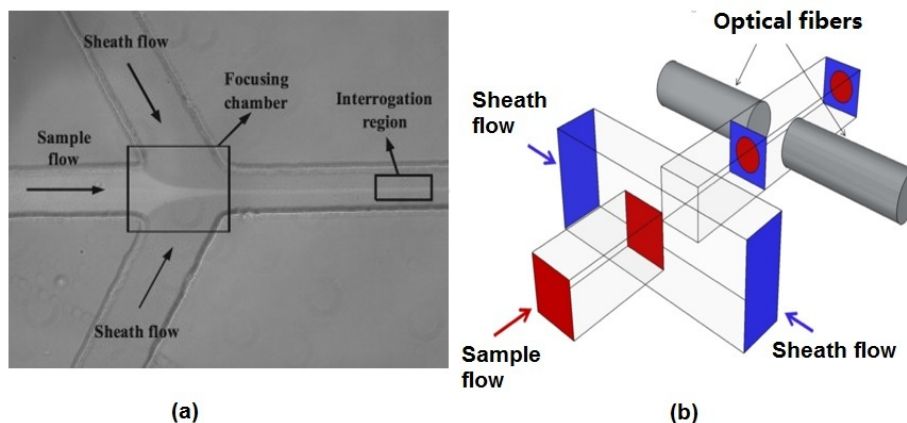 Sheath flow
Focusing
chamber
Interrogation
region
Sample
flow
Sheath flow
(a)
Optical fibers
Sheath
flow
Sample
flow
Sheath flow
(b)